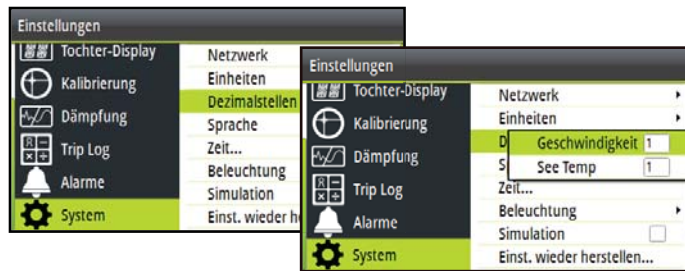 Einstellungen
Tochter-Display
Kalibrierung
Dämpfung
Trip Log
Alarme
System
Netzwerk
Einheiten
Dezimalstellen
Sprache
Zeit...
Beleuchtung
Simulation
Einst. wieder
Einstellungen
Tochter-Display
Kalibrierung
Dämpfung
Trip Log
Alarme
System
Netzwerk
Einheiten
D
Geschwindigkeit 1
S
See Temp 1
Zeit...
Beleuchtung
Simulation
Einst. wieder herstellen...